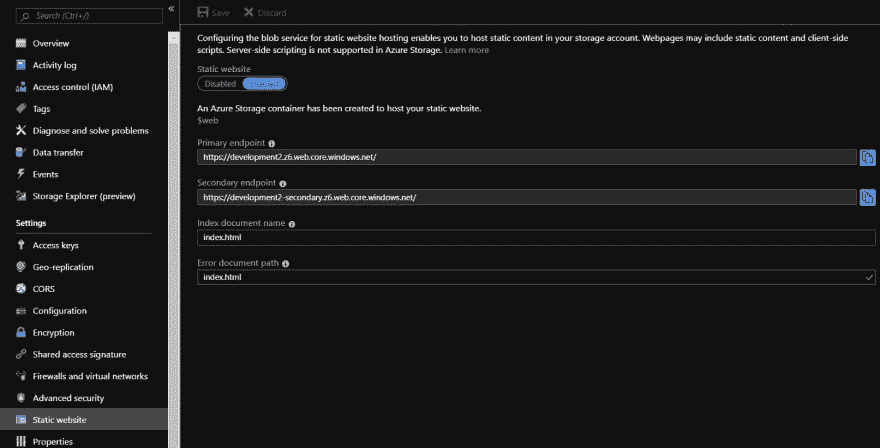 Search (Ctrl+/)
«
Overview
Activity log
Access control (IAM)
Tags
Diagnose and solve problems
Data transfer
Events
Storage Explorer (preview)
Settings
Access keys
Geo-replication
CORS
Configuration
Encryption
Shared access signature
Firewalls and virtual networks
Advanced security
Static website
Properties
Save Discard
Configuring the blob service for static website hosting enables you to host static content in your storage account. Webpages may include static content and client-side
scripts. Server-side scripting is not supported in Azure Storage. Learn more
Static website
Disabled
An Azure Storage container has been created to host your static website.
$web
Primary endpoint
https://development2.z6.web.core.windows.net/
Secondary endpoint
https://development2-secondary.z6.web.core.windows.net/
Index document name
index.html
Error document path
index.html